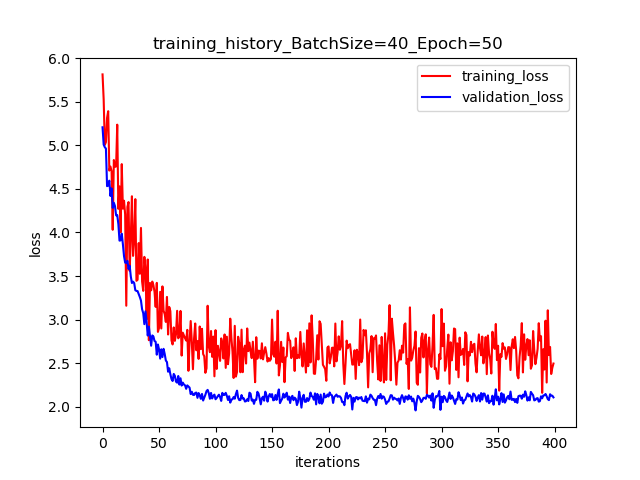 training_history_BatchSize=40_Epoch=50
training_loss
validation_loss
6.0
5.5
5.0
4.5
4.0
3.5
3.0
2.5
2.0
loss
0 50 100 150 200 250 300 350 400
iterations